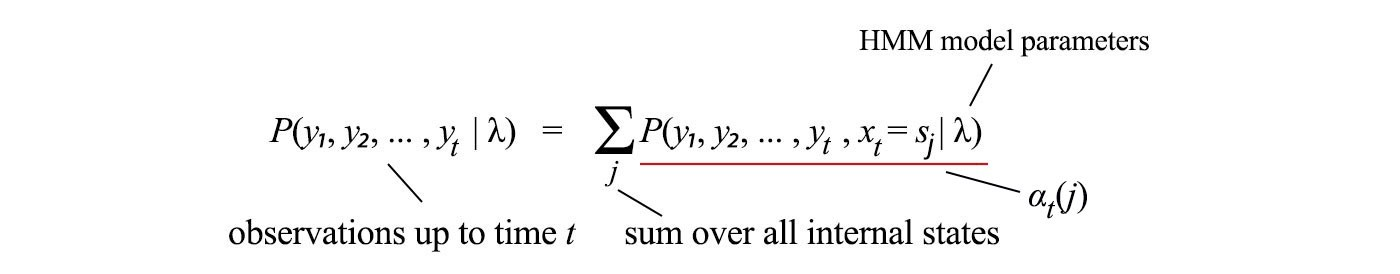 HMM model parameters
P(y₁, y₂, ... , yₜ | λ) = ∑ⱼ P(y₁, y₂, ... , yₜ , xₜ = sⱼ | λ)
αₜ(j)
observations up to time t
sum over all internal states